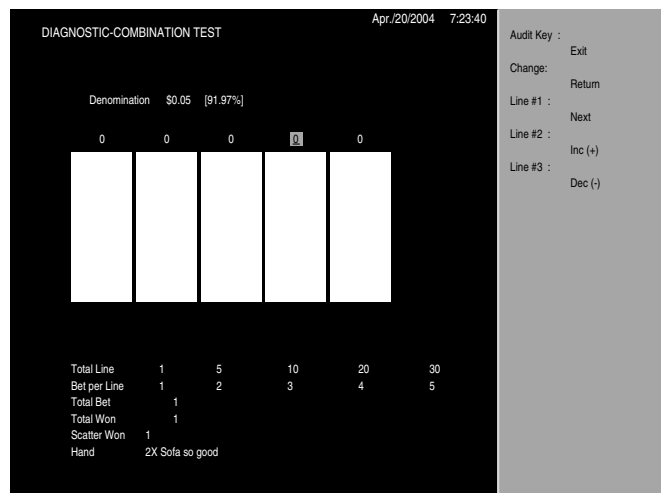 Apr./20/2004 7:23:40
DIAGNOSTIC-COMBINATION TEST
Denomination $0.05 [91.97%]
0 0 0 0 0
Total Line 1 5 10 20 30
Bet per Line 1 2 3 4 5
Total Bet 1
Total Won 1
Scatter Won 1
Hand 2X Sofa so good
Audit Key :
Exit
Change:
Return
Line #1 :
Next
Line #2 :
Inc (+)
Line #3 :
Dec (-)